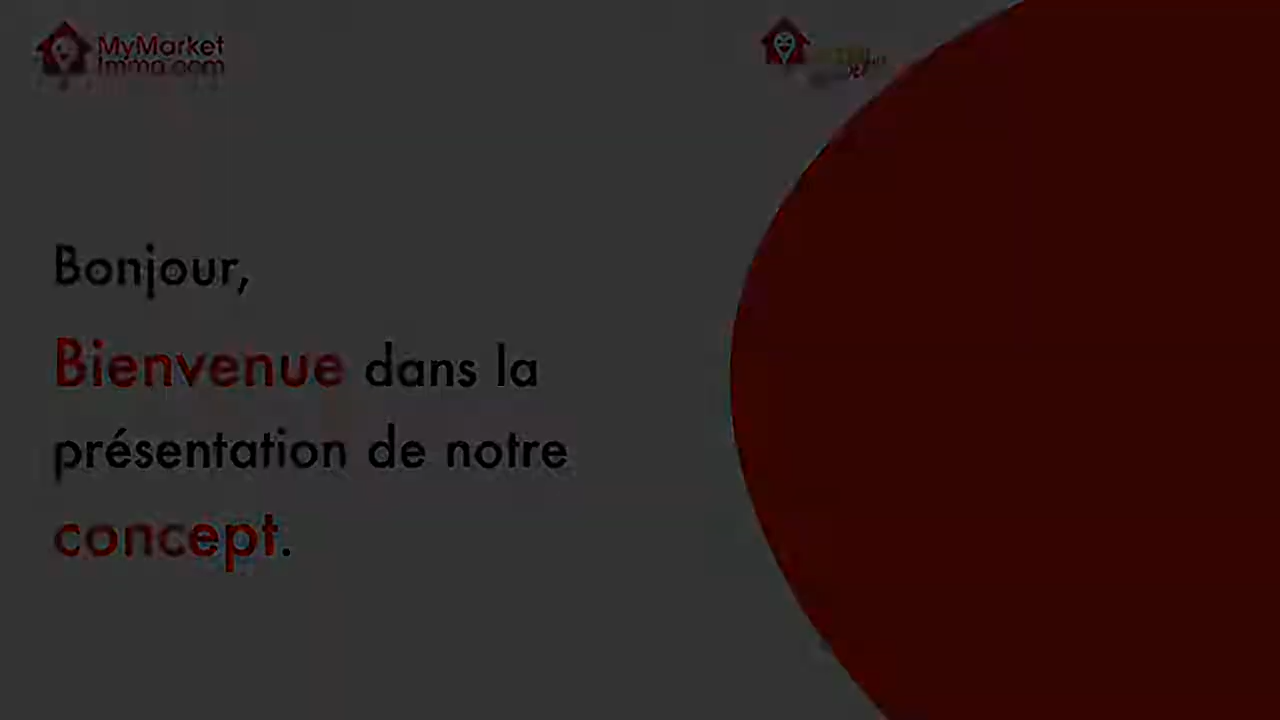 MyMarket
Immo.com
Bonjour,
Bienvenue dans la
présentation de notre
concept.